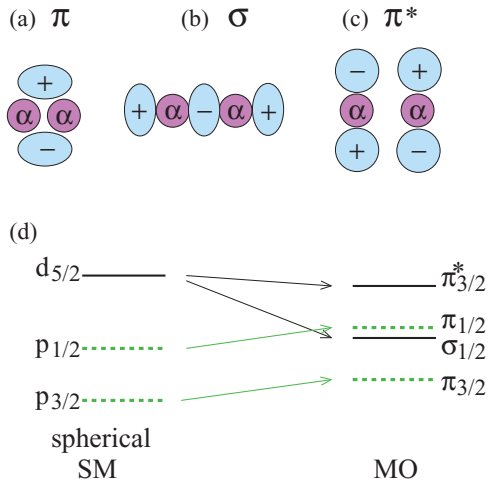 (a) π (b) σ (c) π*
+ − +
α α + α − α + α α
− + −
(d)
d5/2 π*3/2
π1/2
p1/2 σ1/2
p3/2 π3/2
spherical
SM MO